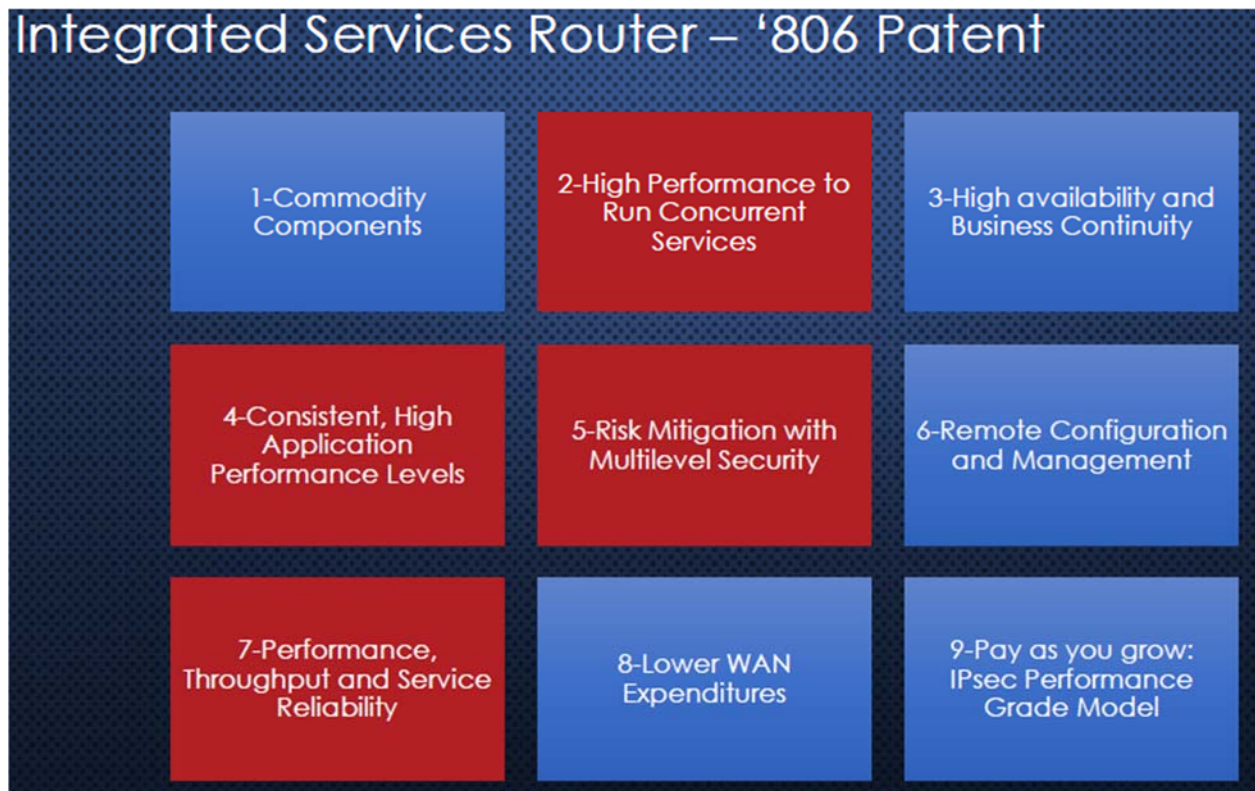 Integrated Services Router – ‘806 Patent
1-Commodity
Components
2-High Performance to
Run Concurrent
Services
3-High availability and
Business Continuity
4-Consistent, High
Application
Performance Levels
5-Risk Mitigation with
Multilevel Security
6-Remote Configuration
and Management
7-Performance,
Throughput and Service
Reliability
8-Lower WAN
Expenditures
9-Pay as you grow:
IPsec Performance
Grade Model